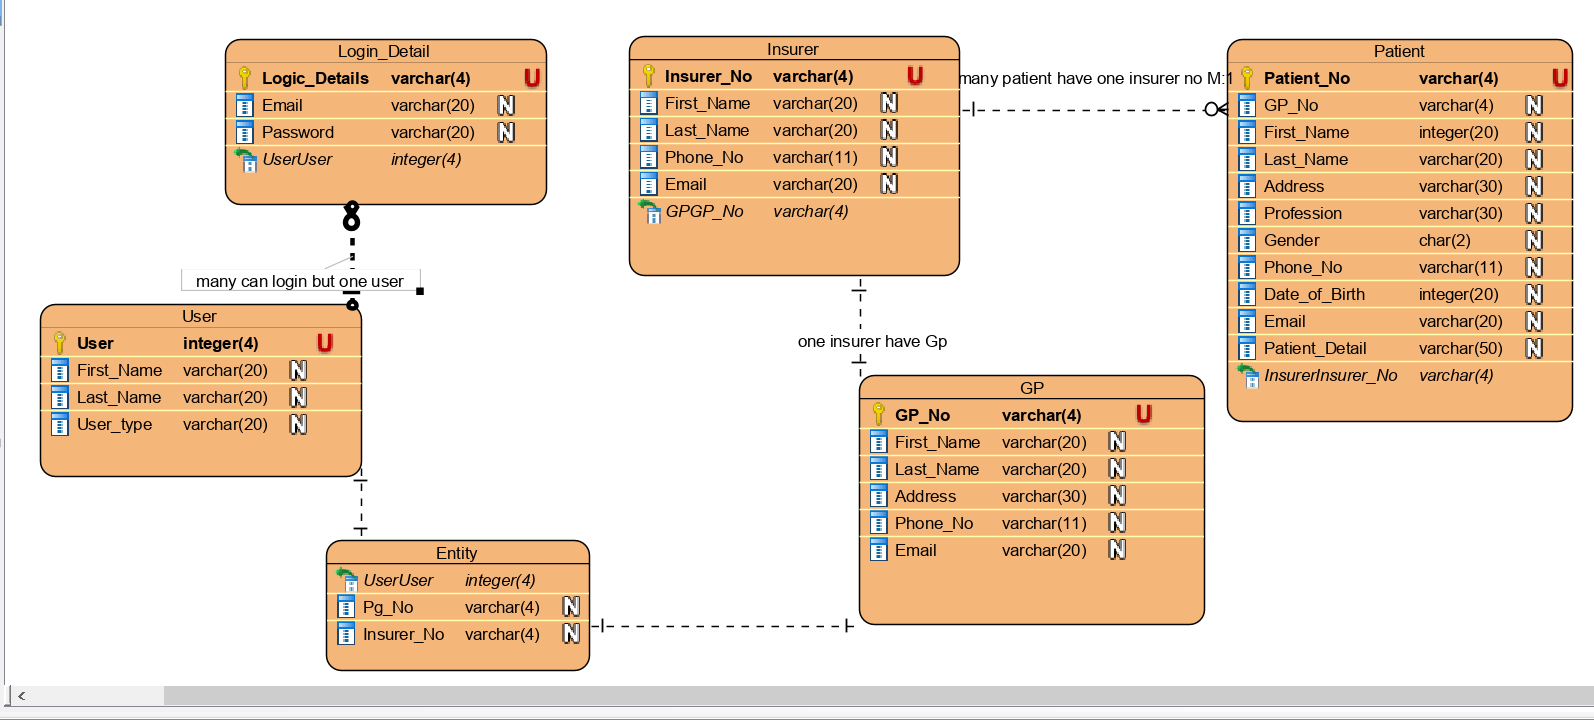 Login_Detail
Logic_Details varchar(4) U
Email varchar(20) N
Password varchar(20) N
UserUser integer(4)
many can login but one user
User
User integer(4) U
First_Name varchar(20) N
Last_Name varchar(20) N
User_type varchar(20) N
Entity
UserUser integer(4)
Pg_No varchar(4) N
Insurer_No varchar(4) N
Insurer
Insurer_No varchar(4) U
First_Name varchar(20) N
Last_Name varchar(20) N
Phone_No varchar(11) N
Email varchar(20) N
GPGP_No varchar(4)
one insurer have Gp
GP
GP_No varchar(4) U
First_Name varchar(20) N
Last_Name varchar(20) N
Address varchar(30) N
Phone_No varchar(11) N
Email varchar(20) N
many patient have one insurer no M:1
Patient
Patient_No varchar(4) U
GP_No varchar(4) N
First_Name integer(20) N
Last_Name varchar(20) N
Address varchar(30) N
Profession varchar(30) N
Gender char(2) N
Phone_No varchar(11) N
Date_of_Birth integer(20) N
Email varchar(20) N
Patient_Detail varchar(50) N
InsurerInsurer_No varchar(4)